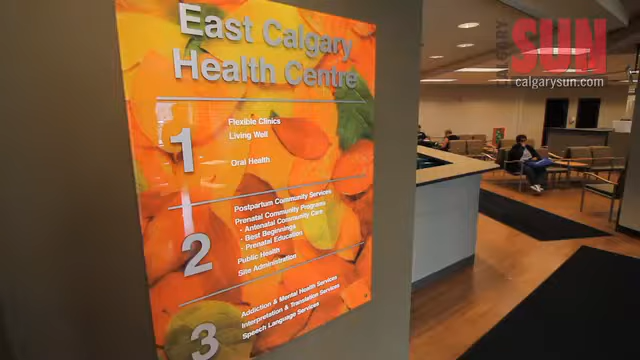 East Calgary
Health Centre
1
Flexible Clinics
Living Well
Oral Health
2
Postpartum Community Services
Prenatal Community Programs
- Antenatal Community Care
- Best Beginnings
- Prenatal Education
Public Health
Site Administration
3
Addiction & Mental Health Services
Interpretation & Translation Services
Speech Language Services
CALGARY
SUN
calgarysun.com